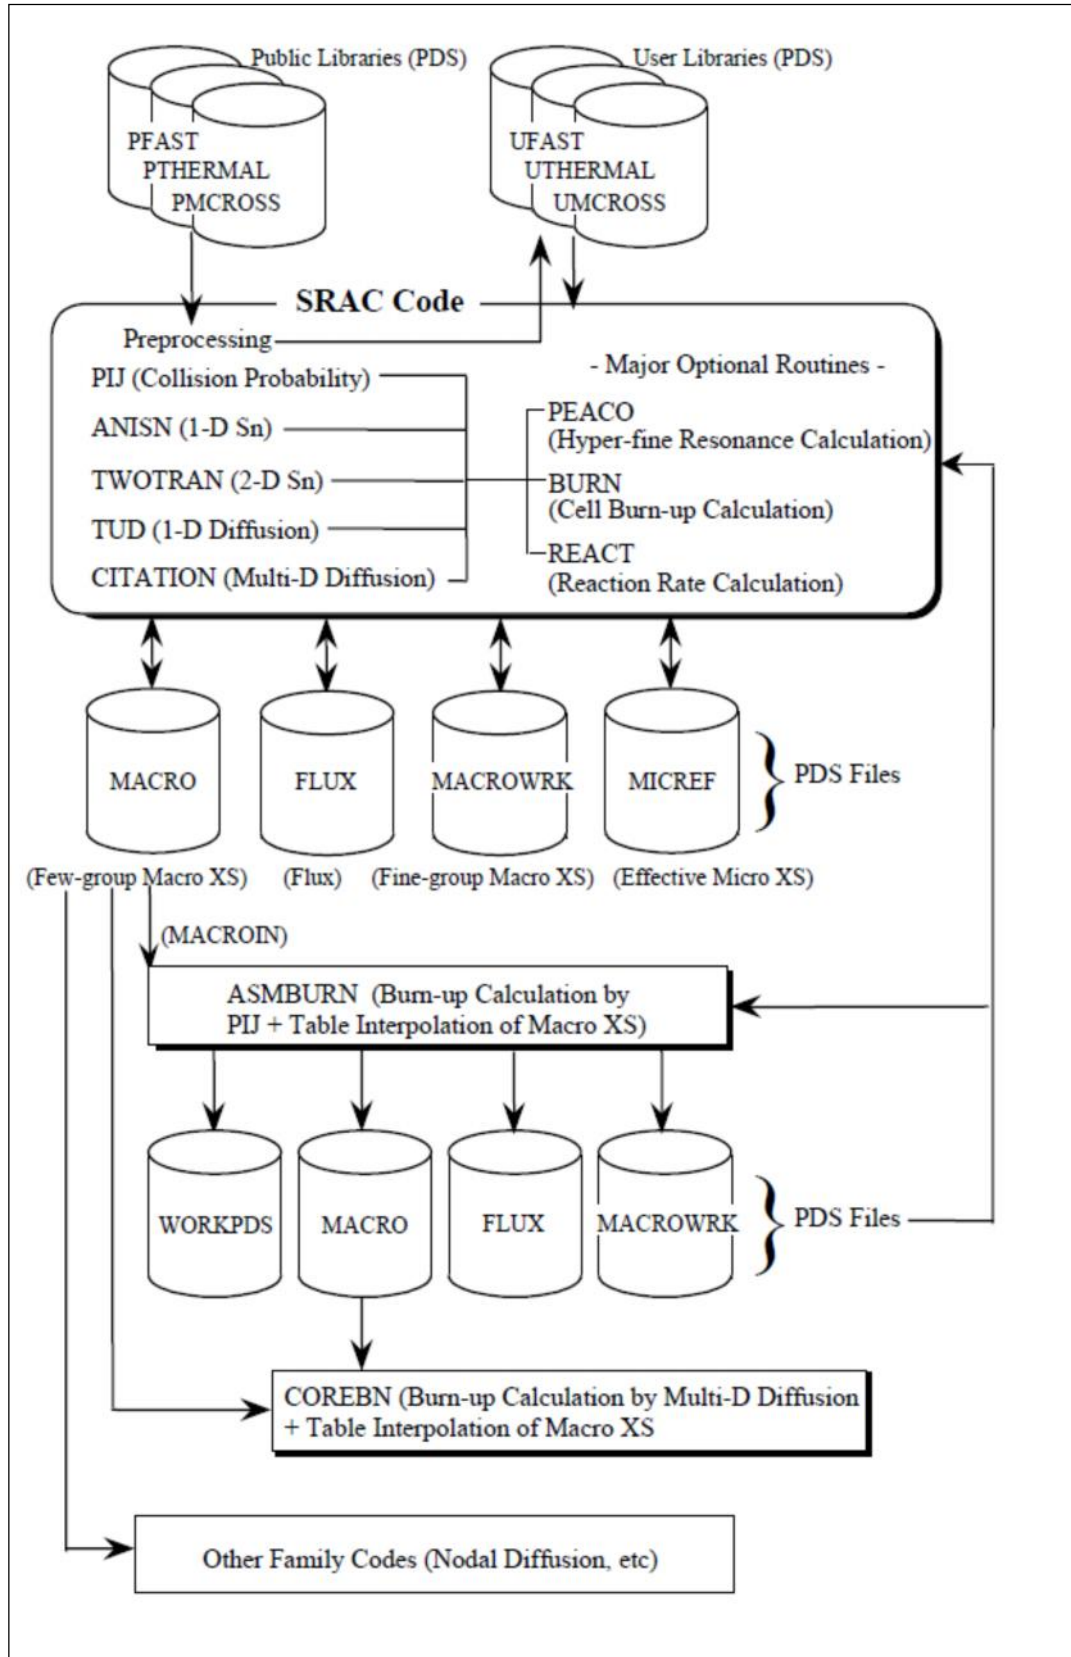 Public Libraries (PDS)
User Libraries (PDS)
PFAST
PTHERMAL
PMCROSS
UFAST
UTHERMAL
UMCROSS
SRAC Code
Preprocessing
PIJ (Collision Probability)
ANISN (1-D Sn)
TWOTRAN (2-D Sn)
TUD (1-D Diffusion)
CITATION (Multi-D Diffusion)
- Major Optional Routines -
PEACO
(Hyper-fine Resonance Calculation)
BURN
(Cell Burn-up Calculation)
REACT
(Reaction Rate Calculation)
MACRO
FLUX
MACROWRK
MICREF
PDS Files
(Few-group Macro XS)
(Flux)
(Fine-group Macro XS)
(Effective Micro XS)
(MACROIN)
ASMBURN (Burn-up Calculation by
PIJ + Table Interpolation of Macro XS)
WORKPDS
MACRO
FLUX
MACROWRK
PDS Files
COREBN (Burn-up Calculation by Multi-D Diffusion
+ Table Interpolation of Macro XS
Other Family Codes (Nodal Diffusion, etc)